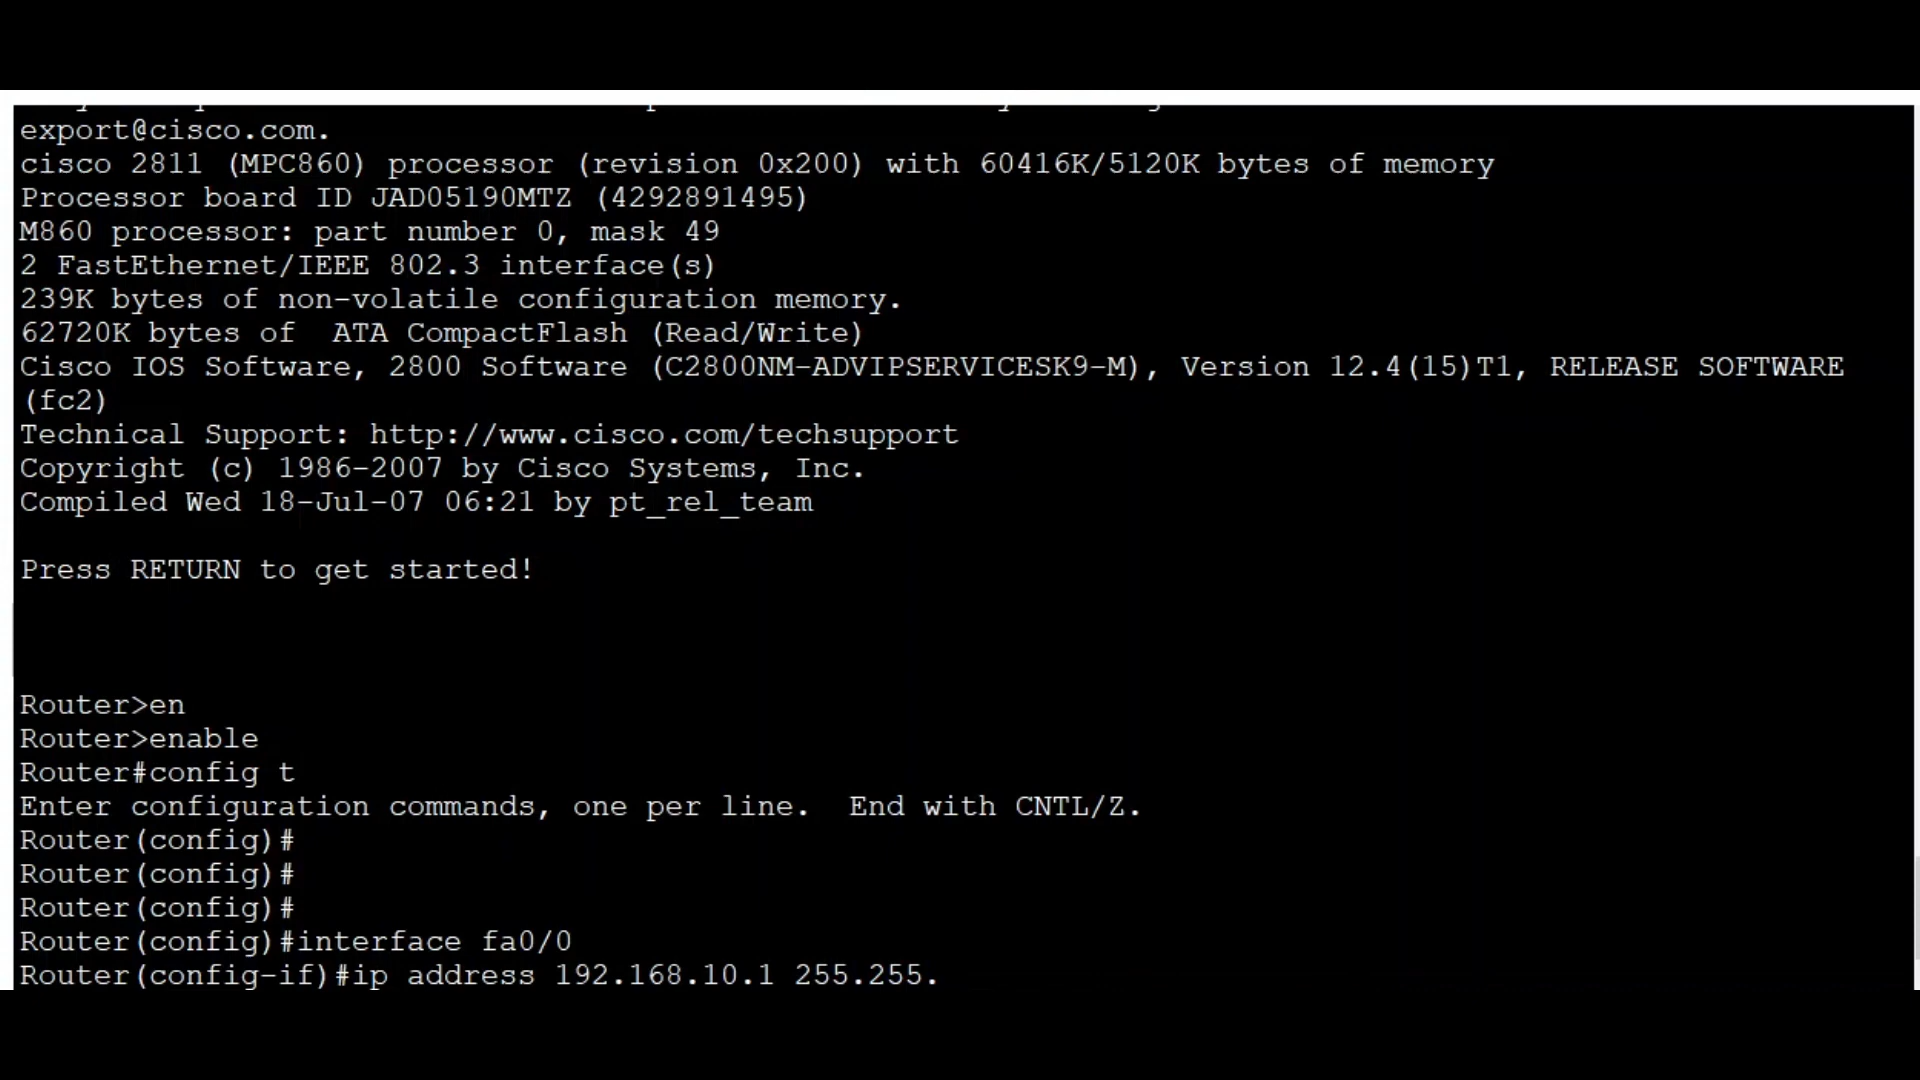 export@cisco.com.
cisco 2811 (MPC860) processor (revision 0x200) with 60416K/5120K bytes of memory
Processor board ID JAD05190MTZ (4292891495)
M860 processor: part number 0, mask 49
2 FastEthernet/IEEE 802.3 interface(s)
239K bytes of non-volatile configuration memory.
62720K bytes of  ATA CompactFlash (Read/Write)
Cisco IOS Software, 2800 Software (C2800NM-ADVIPSERVICESK9-M), Version 12.4(15)T1, RELEASE SOFTWARE
(fc2)
Technical Support: http://www.cisco.com/techsupport
Copyright (c) 1986-2007 by Cisco Systems, Inc.
Compiled Wed 18-Jul-07 06:21 by pt_rel_team
Press RETURN to get started!
Router>en
Router>enable
Router#config t
Enter configuration commands, one per line.  End with CNTL/Z.
Router(config)#
Router(config)#
Router(config)#
Router(config)#interface fa0/0
Router(config-if)#ip address 192.168.10.1 255.255.